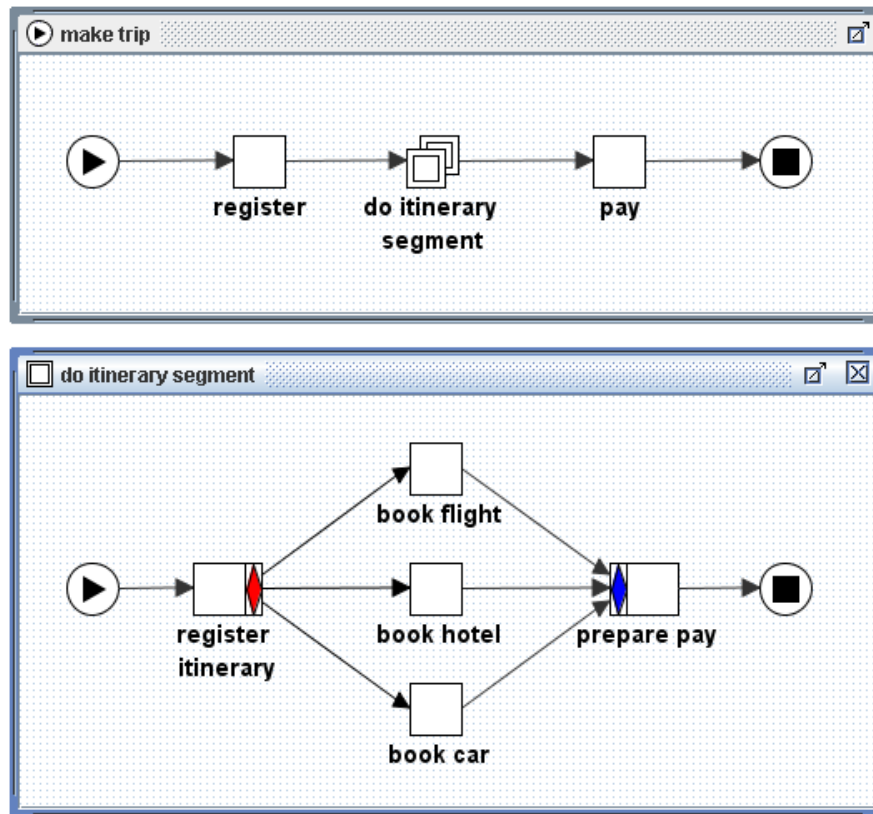 make trip
register
do itinerary
segment
pay
do itinerary segment
book flight
register
itinerary
book hotel
prepare pay
book car